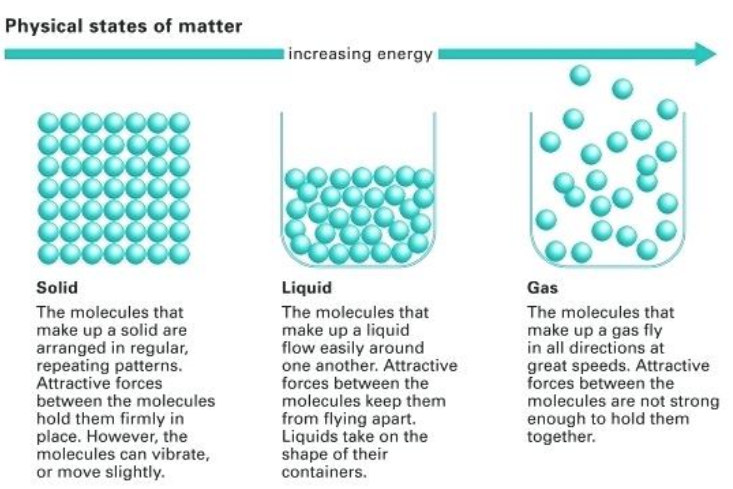 Physical states of matter
increasing energy
Solid
The molecules that
make up a solid are
arranged in regular,
repeating patterns.
Attractive forces
between the molecules
hold them firmly in
place. However, the
molecules can vibrate,
or move slightly.
Liquid
The molecules that
make up a liquid
flow easily around
one another. Attractive
forces between the
molecules keep them
from flying apart.
Liquids take on the
shape of their
containers.
Gas
The molecules that
make up a gas fly
in all directions at
great speeds. Attractive
forces between the
molecules are not strong
enough to hold them
together.